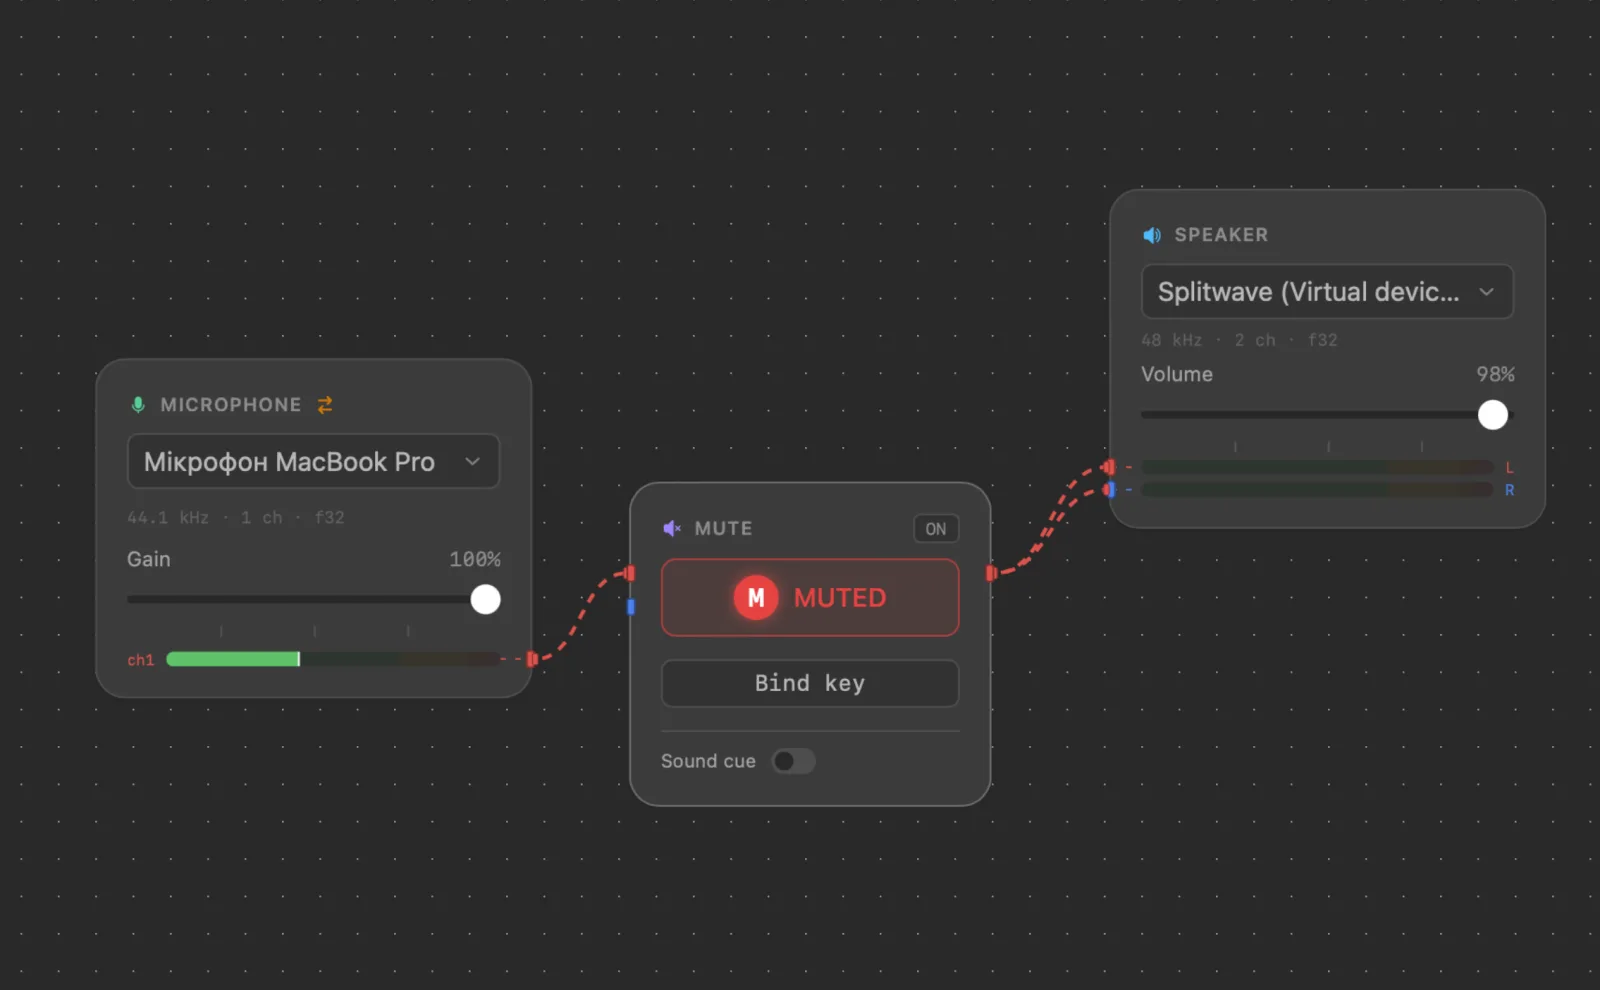 MICROPHONE
Мікрофон MacBook Pro
44.1 kHz · 1 ch · f32
Gain 100%
ch1
MUTE ON
M MUTED
Bind key
Sound cue
SPEAKER
Splitwave (Virtual devic...
48 kHz · 2 ch · f32
Volume 98%
L
R